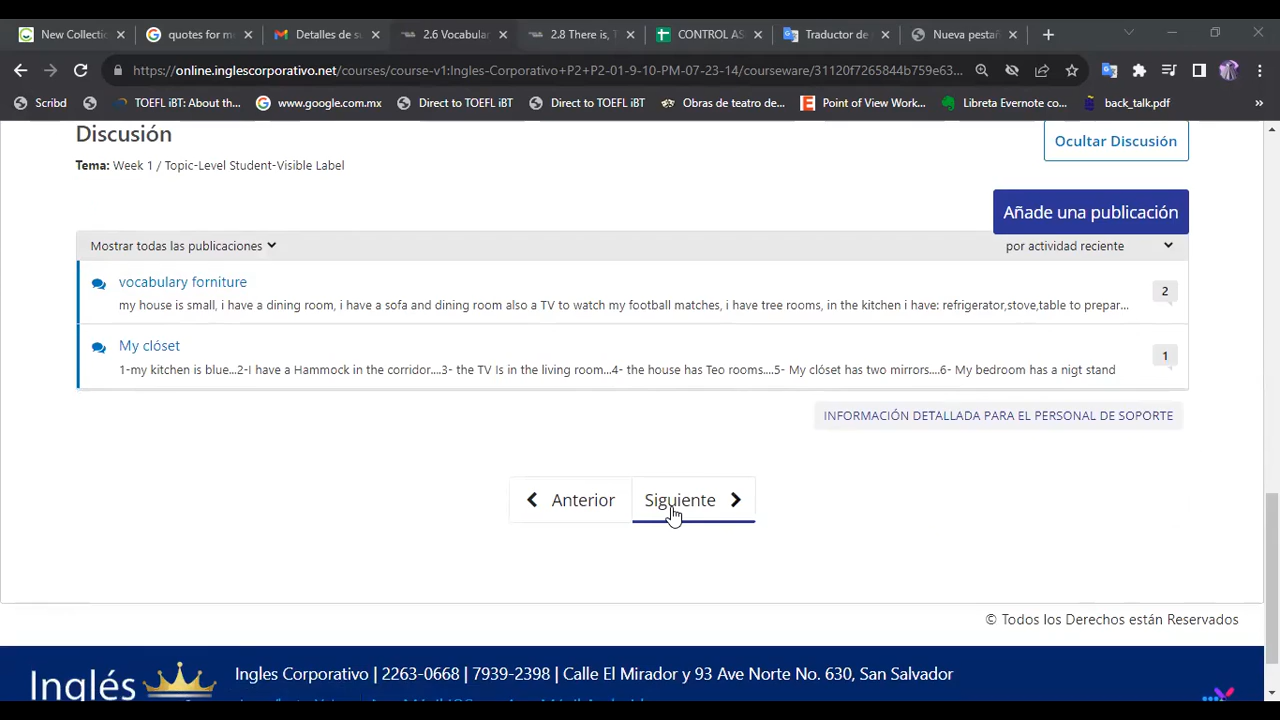 New Collecti
quotes for m
Detalles de su
2.6 Vocabular
2.8 There is, T
CONTROL AS
Traductor de
Nueva pestañ
https://online.inglescorporativo.net/courses/course-v1:Ingles-Corporativo+P2+P2-01-9-10-PM-07-23-14/courseware/31120f7265844b759e63...
Scribd
TOEFL iBT: About th...
www.google.com.mx
Direct to TOEFL iBT
Direct to TOEFL iBT
Obras de teatro de...
Point of View Work...
Libreta Evernote co...
back_talk.pdf
»
Discusión
Ocultar Discusión
Tema: Week 1 / Topic-Level Student-Visible Label
Añade una publicación
Mostrar todas las publicaciones
por actividad reciente
vocabulary forniture
my house is small, i have a dining room, i have a sofa and dining room also a TV to watch my football matches, i have tree rooms, in the kitchen i have: refrigerator,stove,table to prepar...
2
My clóset
1-my kitchen is blue...2-I have a Hammock in the corridor....3- the TV Is in the living room...4- the house has Teo rooms....5- My clóset has two mirrors....6- My bedroom has a nigt stand
1
INFORMACIÓN DETALLADA PARA EL PERSONAL DE SOPORTE
Anterior
Siguiente
© Todos los Derechos están Reservados
Inglés
Ingles Corporativo | 2263-0668 | 7939-2398 | Calle El Mirador y 93 Ave Norte No. 630, San Salvador